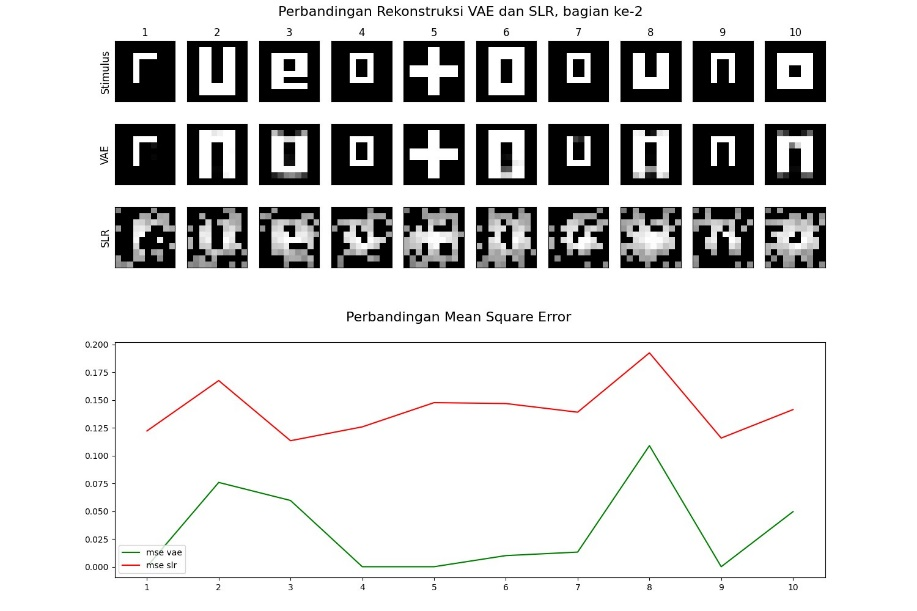 Perbandingan Rekonstruksi VAE dan SLR, bagian ke-2
1 2 3 4 5 6 7 8 9 10
Stimulus
r u e o + 0 o u n o
VAE
SLR
Perbandingan Mean Square Error
0.200
0.175
0.150
0.125
0.100
0.075
0.050
0.025
0.000
mse vae
mse slr
1 2 3 4 5 6 7 8 9 10